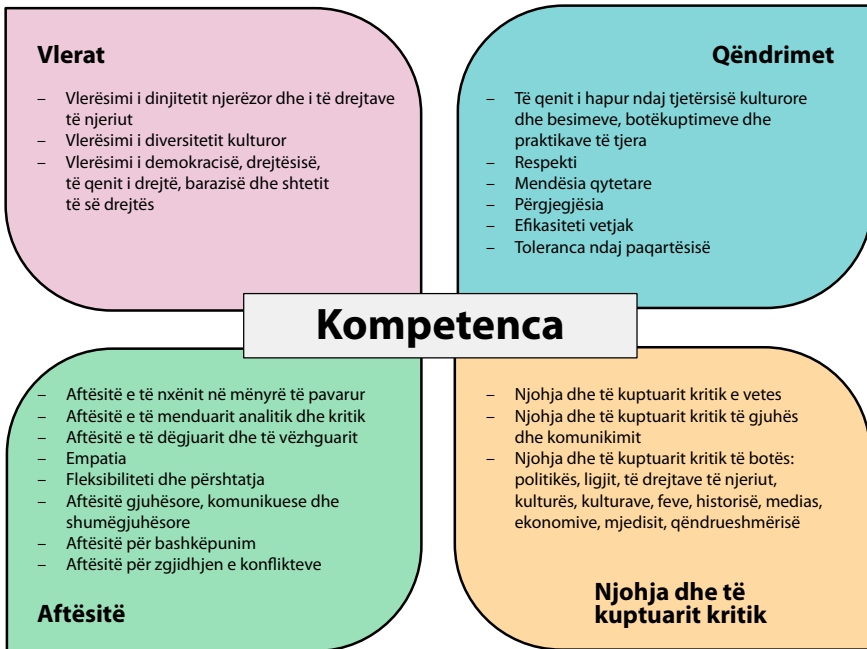 Vlerat
– Vlerësimi i dinjitetit njerëzor dhe i të drejtave
të njeriut
– Vlerësimi i diversitetit kulturor
– Vlerësimi i demokracisë, drejtësisë,
të qenit i drejtë, barazisë dhe shtetit
të së drejtës
Qëndrimet
– Të qenit i hapur ndaj tjetërsisë kulturore
dhe besimeve, botëkuptimeve dhe
praktikave të tjera
– Respekti
– Mendësia qytetare
– Përgjegjësia
– Efikasiteti vetjak
– Toleranca ndaj paqartësisë
Kompetenca
– Aftësitë e të nxënit në mënyrë të pavarur
– Aftësitë e të menduarit analitik dhe kritik
– Aftësitë e të dëgjuarit dhe të vëzhguarit
– Empatia
– Fleksibiliteti dhe përshtatja
– Aftësitë gjuhësore, komunikuese dhe
shumëgjuhësore
– Aftësitë për bashkëpunim
– Aftësitë për zgjidhjen e konflikteve
Aftësitë
– Njohja dhe të kuptuarit kritik e vetes
– Njohja dhe të kuptuarit kritik të gjuhës
dhe komunikimit
– Njohja dhe të kuptuarit kritik të botës:
politikës, ligjit, të drejtave të njeriut,
kulturës, kulturave, feve, historisë, medias,
ekonomive, mjedisit, qëndrueshmërisë
Njohja dhe të
kuptuarit kritik